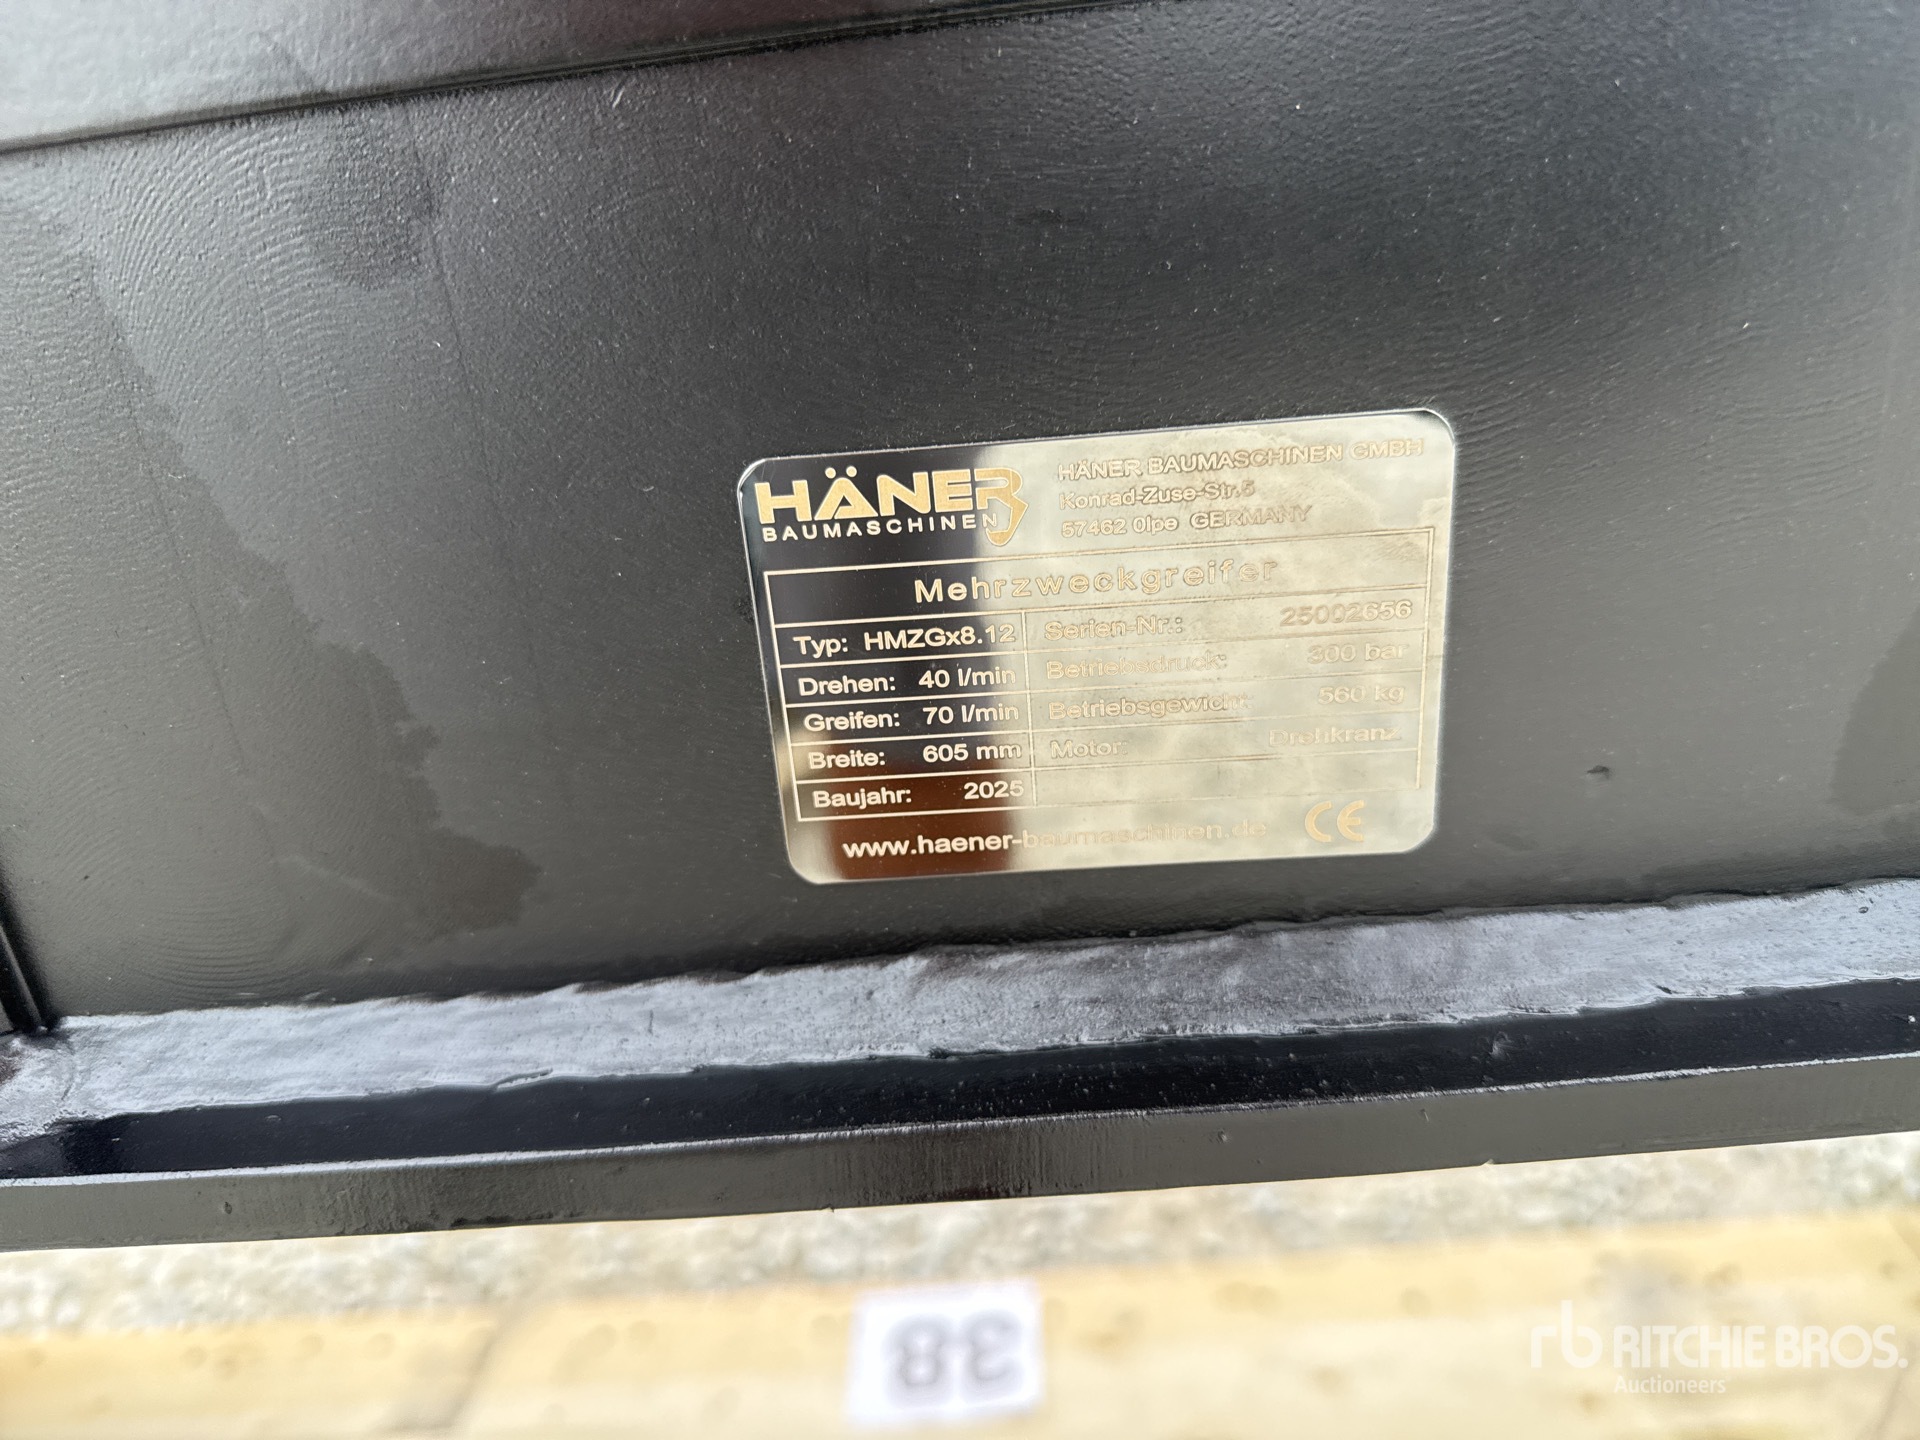 HÄNER
BAUMASCHINEN
HÄNER BAUMASCHINEN GMBH
Konrad-Zuse-Str.5
57462 Olpe GERMANY
Mehrzweckgreifer
Typ: HMZGx8.12 Serien-Nr.: 25002656
Drehen: 40 l/min Betriebsdruck: 300 bar
Greifen: 70 l/min Betriebsgewicht: 560 kg
Breite: 605 mm Motor: Drehkranz
Baujahr: 2025
www.haener-baumaschinen.de CE
38
rb RITCHIE BROS.
Auctioneers